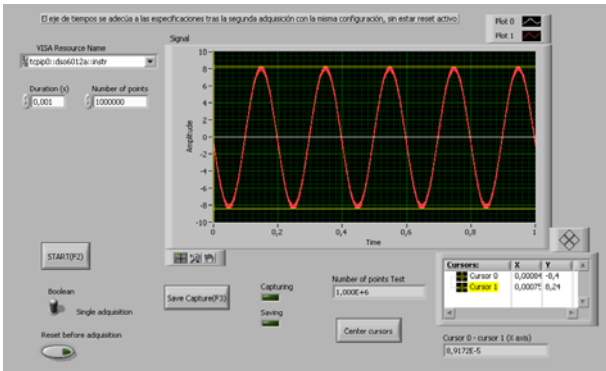 El eje de tiempos se adecúa a las especificaciones tras la segunda adquisición con la misma configuración, sin estar reset activo
Plot 0
Plot 1
VISA Resource Name
tcpip0::dso6012a::instr
Duration (s)
Number of points
0,001
1000000
Signal
Amplitude
10
8
6
4
2
0
-2
-4
-6
-8
-10
0
0,2
0,4
0,6
0,8
1
Time
START(F2)
Boolean
Single adquisition
Reset before adquisition
Save Capture(F3)
Capturing
Saving
Number of points Test
1,000E+6
Center cursors
Cursors:
X
Y
Cursor 0
0,00084
-8,4
Cursor 1
0,00075
8,24
Cursor 0 - cursor 1 (X axis)
8,9172E-5